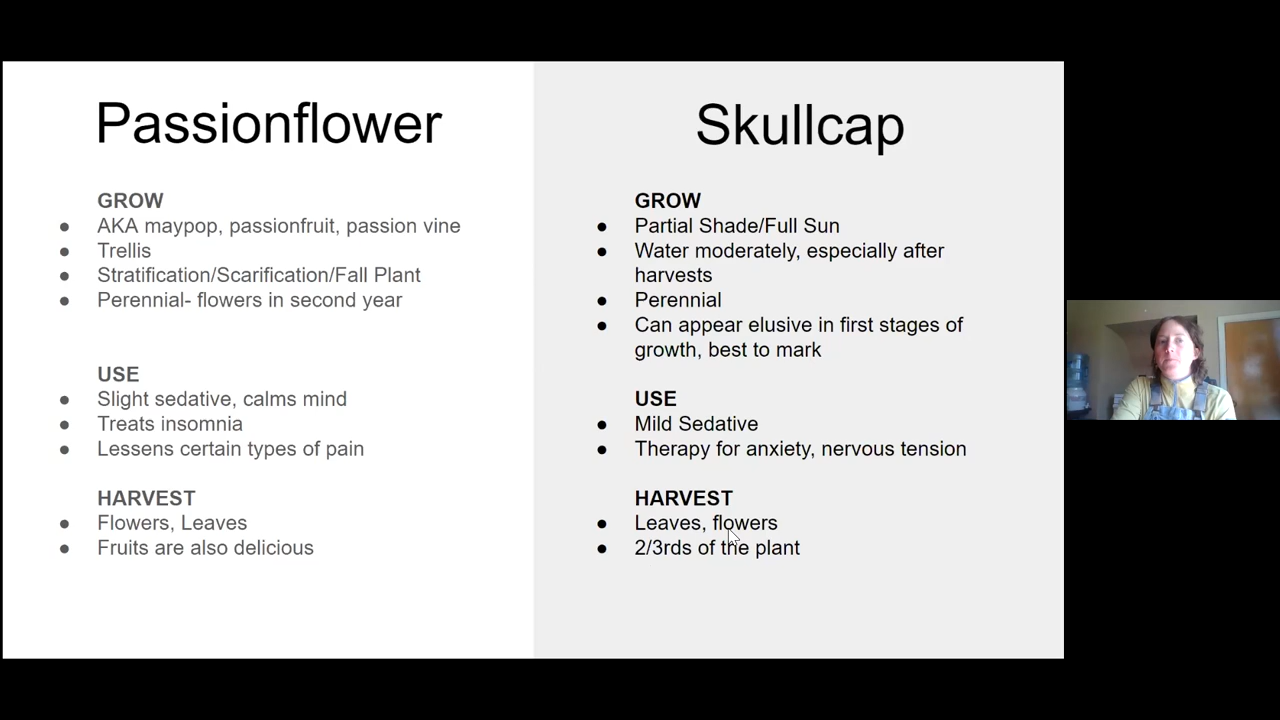 Passionflower
GROW
● AKA maypop, passionfruit, passion vine
● Trellis
● Stratification/Scarification/Fall Plant
● Perennial- flowers in second year
USE
● Slight sedative, calms mind
● Treats insomnia
● Lessens certain types of pain
HARVEST
● Flowers, Leaves
● Fruits are also delicious
Skullcap
GROW
● Partial Shade/Full Sun
● Water moderately, especially after
harvests
● Perennial
● Can appear elusive in first stages of
growth, best to mark
USE
● Mild Sedative
● Therapy for anxiety, nervous tension
HARVEST
● Leaves, flowers
● 2/3rds of the plant